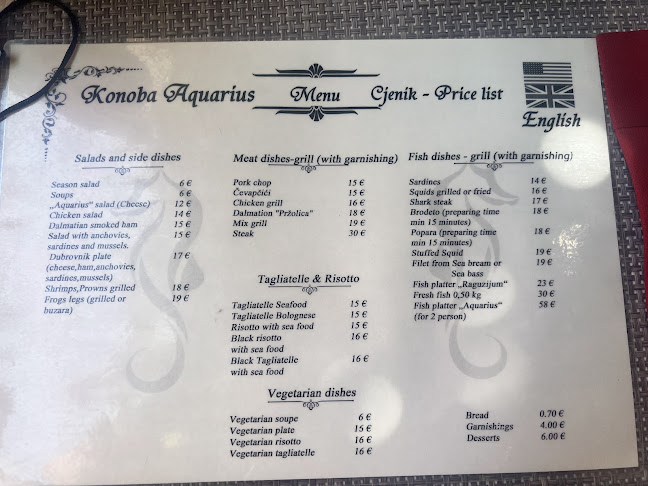 Konoba Aquarius
Menu
Cjenik - Price list
English
Salads and side dishes
Season salad 6 €
Soups 6 €
„Aquarius" salad (Cheese) 12 €
Chicken salad 14 €
Dalmatian smoked ham 15 €
Salad with anchovies, 15 €
sardines and mussels.
Dubrovnik plate 17 €
(cheese,ham,anchovies,
sardines,mussels)
Shrimps,Prowns grilled 18 €
Frogs legs (grilled or 19 €
buzara)
Meat dishes-grill (with garnishing)
Pork chop 15 €
Čevapčići 15 €
Chicken grill 16 €
Dalmation "Pržolica" 18 €
Mix grill 19 €
Steak 30 €
Tagliatelle & Risotto
Tagliatelle Seafood 15 €
Tagliatelle Bolognese 15 €
Risotto with sea food 15 €
Black risotto 16 €
with sea food
Black Tagliatelle 16 €
with sea food
Vegetarian dishes
Vegetarian soupe 6 €
Vegetarian plate 15 €
Vegetarian risotto 16 €
Vegetarian tagliatelle 16 €
Fish dishes - grill (with garnishing)
Sardines 14 €
Squids grilled or fried 16 €
Shark steak 17 €
Brodeto (preparing time 18 €
min 15 minutes)
Popara (preparing time 18 €
min 15 minutes)
Stuffed Squid 19 €
Filet from Sea bream or 19 €
Sea bass
Fish platter „Raguzijum" 23 €
Fresh fish 0,50 kg 30 €
Fish platter „Aquarius" 58 €
(for 2 person)
Bread 0.70 €
Garnishings 4.00 €
Desserts 6.00 €